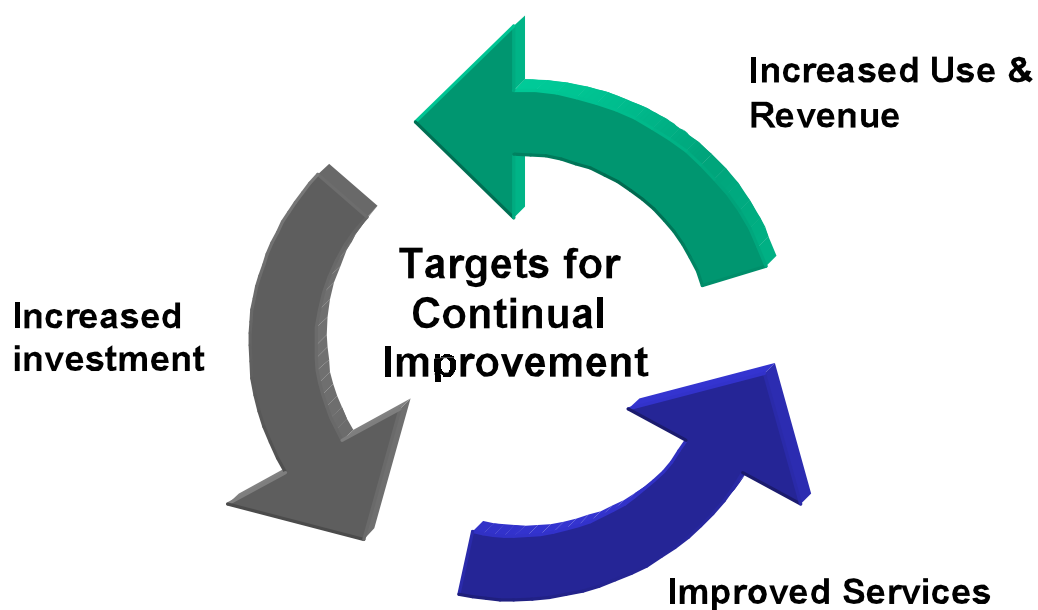 Increased Use &
Revenue
Targets for
Continual
Improvement
Increased
investment
Improved Services